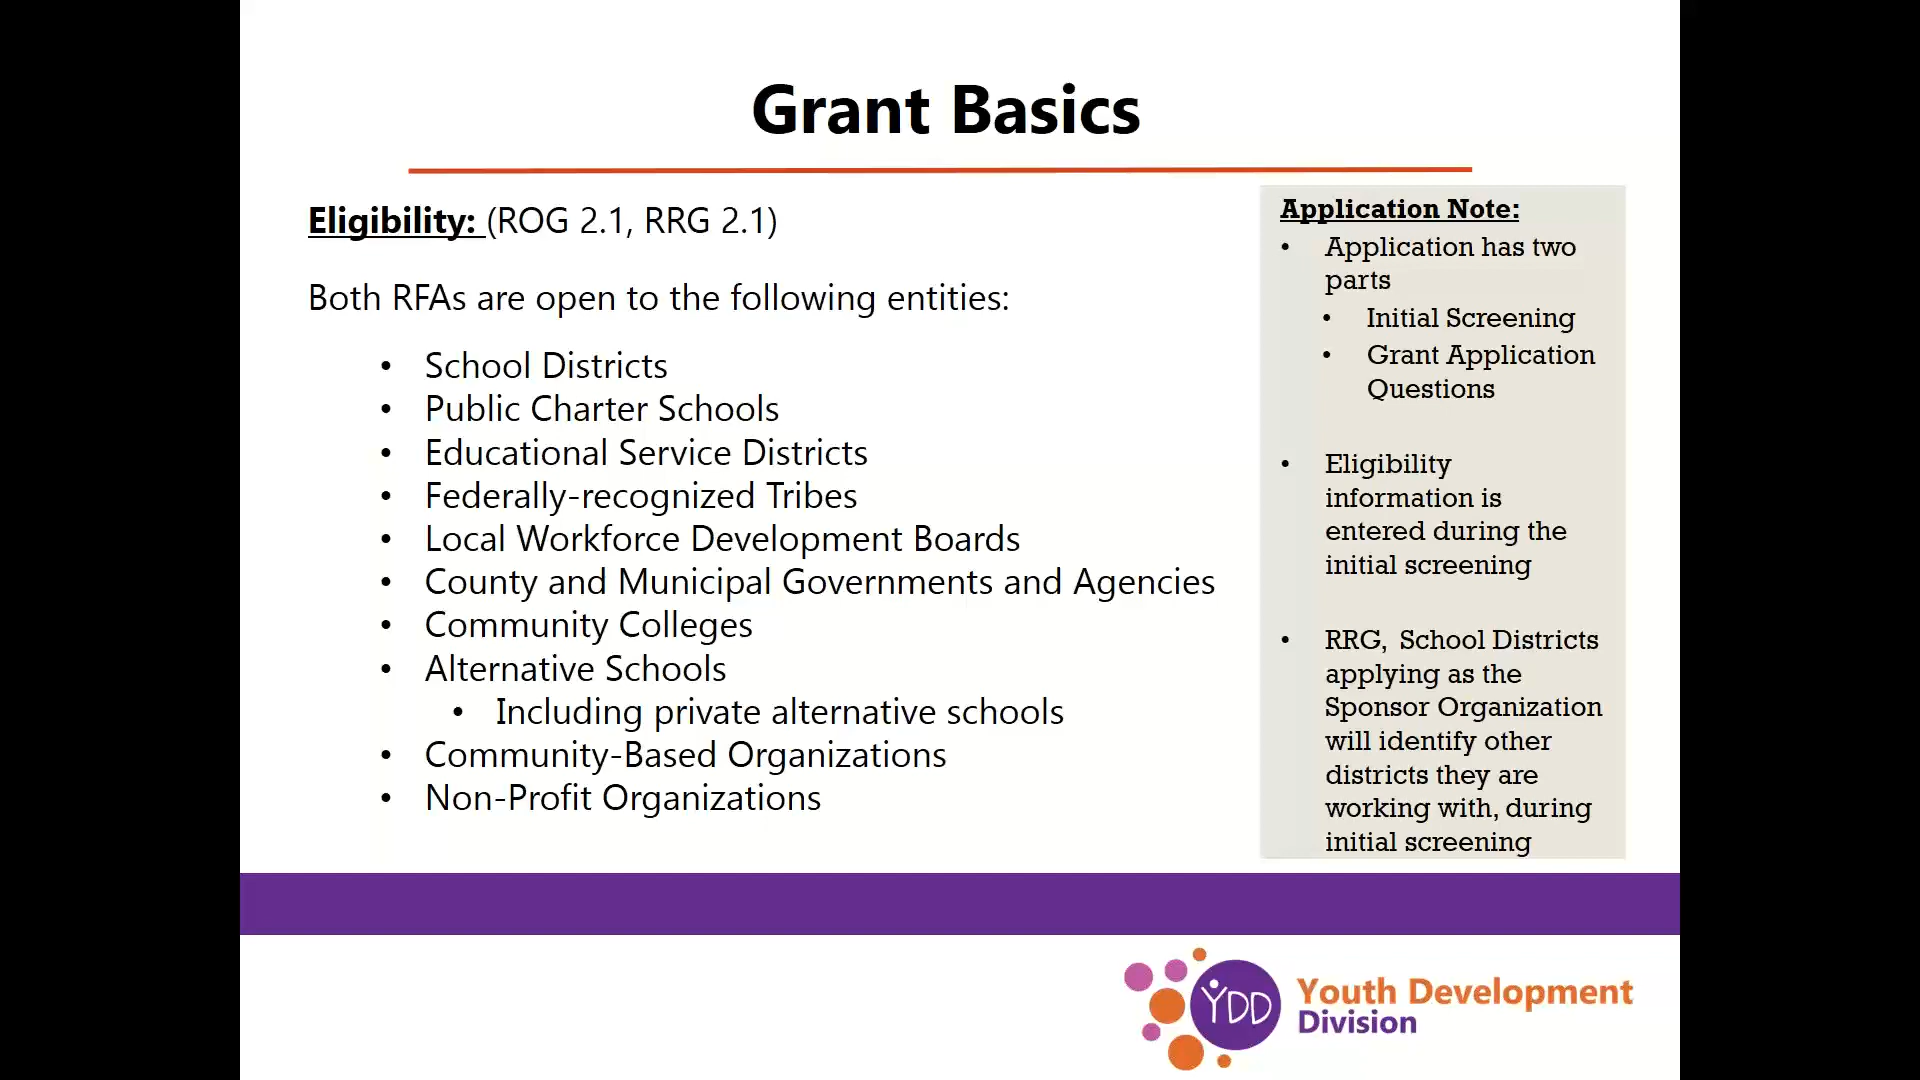 Grant Basics
Eligibility: (ROG 2.1, RRG 2.1)
Both RFAs are open to the following entities:
• School Districts
• Public Charter Schools
• Educational Service Districts
• Federally-recognized Tribes
• Local Workforce Development Boards
• County and Municipal Governments and Agencies
• Community Colleges
• Alternative Schools
• Including private alternative schools
• Community-Based Organizations
• Non-Profit Organizations
Application Note:
• Application has two
parts
• Initial Screening
• Grant Application
Questions
• Eligibility
information is
entered during the
initial screening
• RRG, School Districts
applying as the
Sponsor Organization
will identify other
districts they are
working with, during
initial screening
YDD
Youth Development
Division